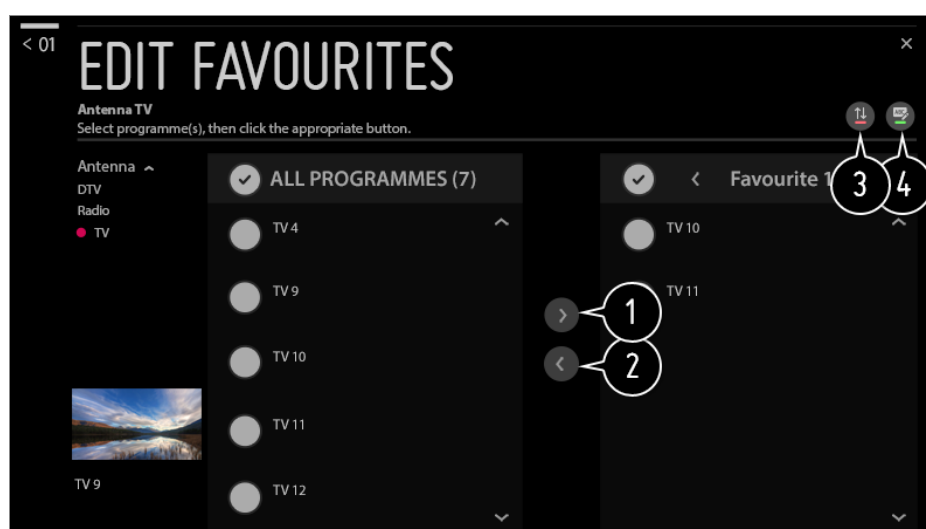 < 01
EDIT FAVOURITES
Antenna TV
Select programme(s), then click the appropriate button.
Antenna
DTV
Radio
TV
TV 9
ALL PROGRAMMES (7)
TV 4
TV 9
TV 10
TV 11
TV 12
1
2
Favourite 1
3
4
TV 10
TV 11